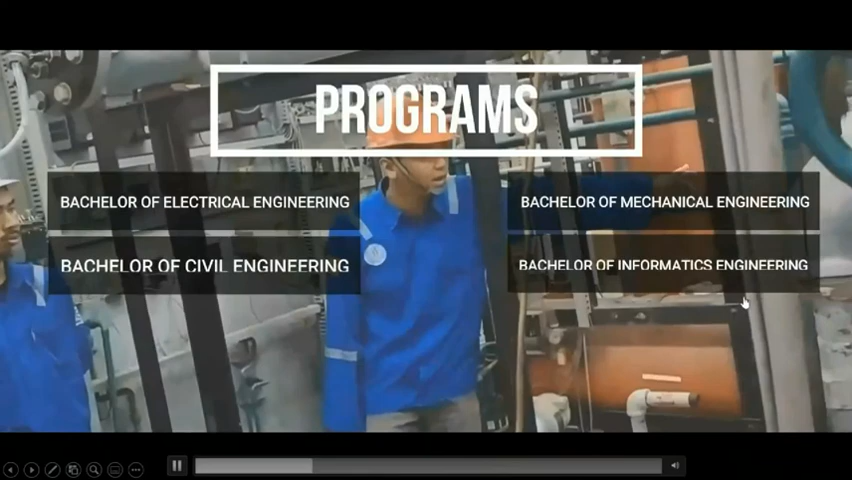 PROGRAMS
BACHELOR OF ELECTRICAL ENGINEERING
BACHELOR OF MECHANICAL ENGINEERING
BACHELOR OF CIVIL ENGINEERING
BACHELOR OF INFORMATICS ENGINEERING